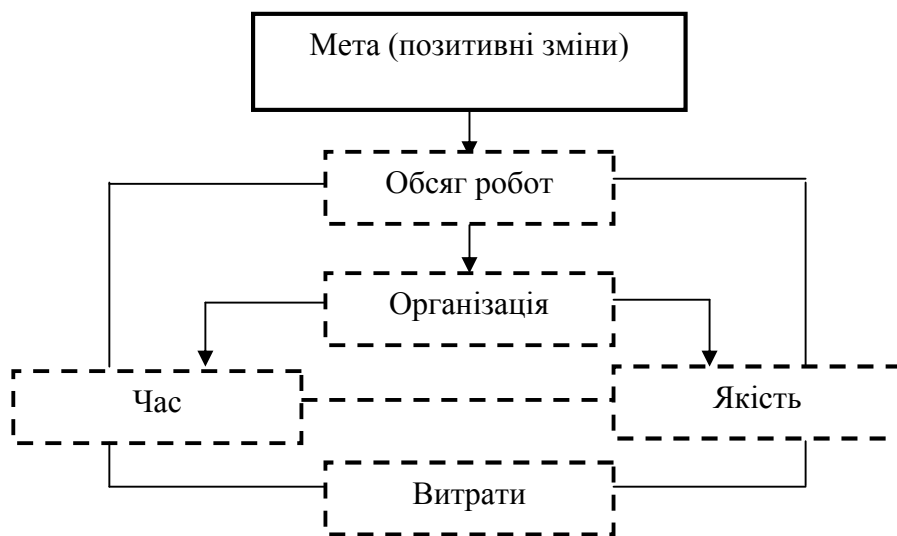 Мета (позитивні зміни)
Обсяг робот
Організація
Час
Якість
Витрати